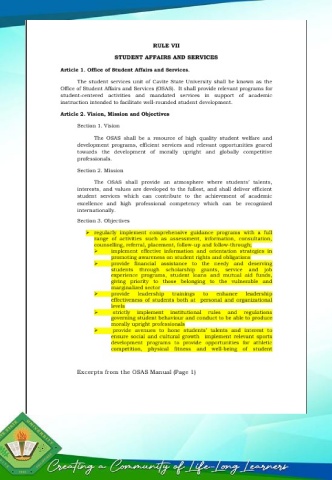 RULE VII
STUDENT AFFAIRS AND SERVICES
Article 1. Office of Student Affairs and Services.
The student services unit of Cavite State University shall be known as the
Office of Student Affairs and Services (OSAS). It shall provide relevant programs for
student-centered activities and mandated services in support of academic
instruction intended to facilitate well-rounded student development.
Article 2. Vision, Mission and Objectives
Section 1. Vision
The OSAS shall be a resource of high quality student welfare and
development programs, efficient services and relevant opportunities geared
towards the development of morally upright and globally competitive
professionals.
Section 2. Mission
The OSAS shall provide an atmosphere where students' talents,
interests, and values are developed to the fullest, and shall deliver efficient
student services which can contribute to the achievement of academic
excellence and high professional competency which can be recognized
internationally.
Section 3. Objectives
➢ regularly implement comprehensive guidance programs with a full
range of activities such as assessment, information, consultation,
counselling, referral, placement, follow-up and follow-through;
➢ implement effective information and orientation strategies in
promoting awareness on student rights and obligations
➢ provide financial assistance to the needy and deserving
students through scholarship grants, service and job
experience programs, student loans and mutual aid funds,
giving priority to those belonging to the vulnerable and
marginalized sector
➢ provide leadership trainings to enhance leadership
effectiveness of students both at personal and organizational
levels
➢ strictly implement institutional rules and regulations
governing student behaviour and conduct to be able to produce
morally upright professionals
➢ provide avenues to hone students' talents and interest to
ensure social and cultural growth implement relevant sports
development programs to provide opportunities for athletic
competition, physical fitness and well-being of student
Excerpts from the OSAS Manual (Page 1)
Creating a Community of Life-Long Learners